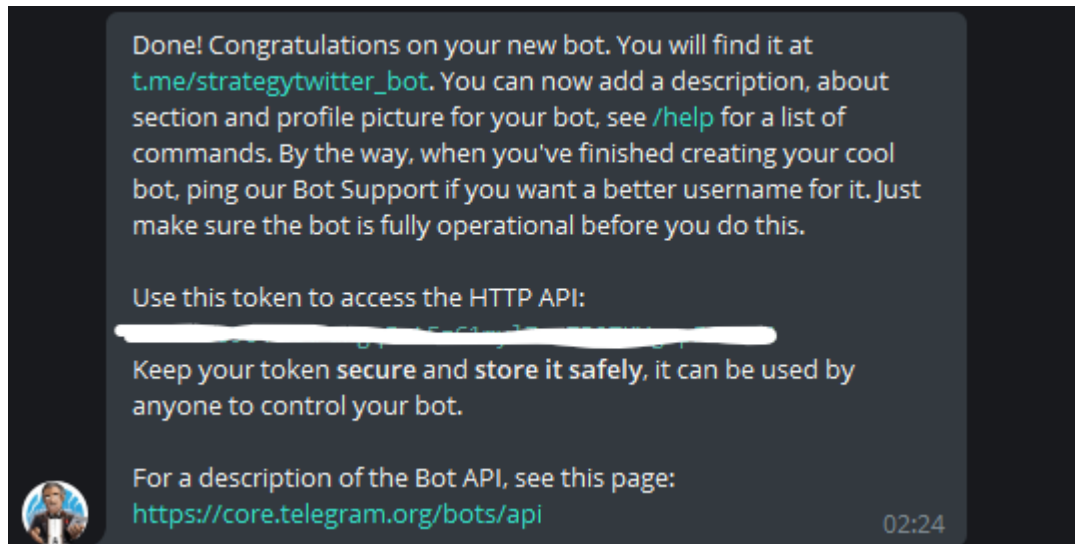 Done! Congratulations on your new bot. You will find it at
t.me/strategytwitter_bot. You can now add a description, about
section and profile picture for your bot, see /help for a list of
commands. By the way, when you've finished creating your cool
bot, ping our Bot Support if you want a better username for it. Just
make sure the bot is fully operational before you do this.
Use this token to access the HTTP API:
Keep your token secure and store it safely, it can be used by
anyone to control your bot.
For a description of the Bot API, see this page:
https://core.telegram.org/bots/api
02:24